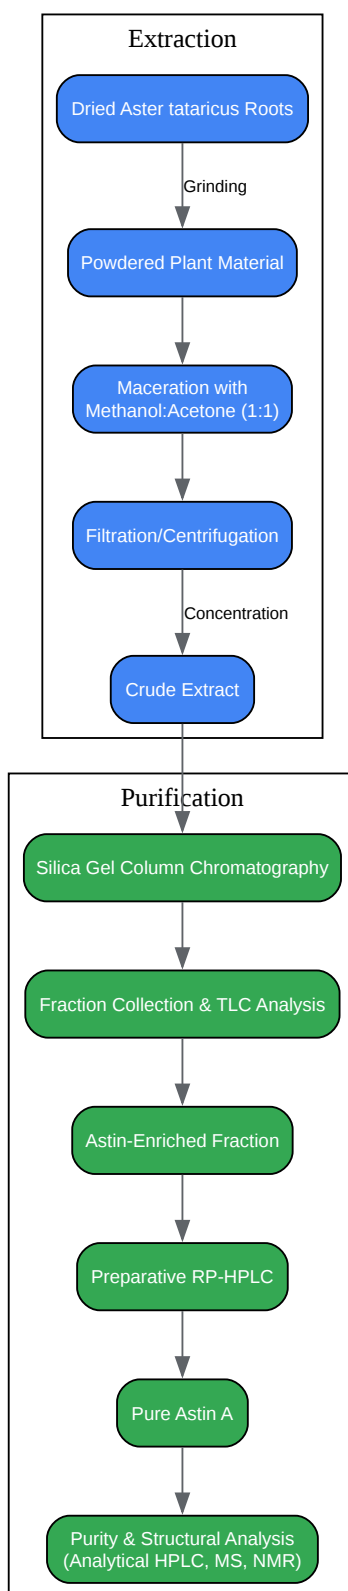 Extraction
Dried Aster tataricus Roots
Grinding
Powdered Plant Material
Maceration with
Methanol:Acetone (1:1)
Filtration/Centrifugation
Concentration
Crude Extract
Purification
Silica Gel Column Chromatography
Fraction Collection & TLC Analysis
Astin-Enriched Fraction
Preparative RP-HPLC
Pure Astin A
Purity & Structural Analysis
(Analytical HPLC, MS, NMR)